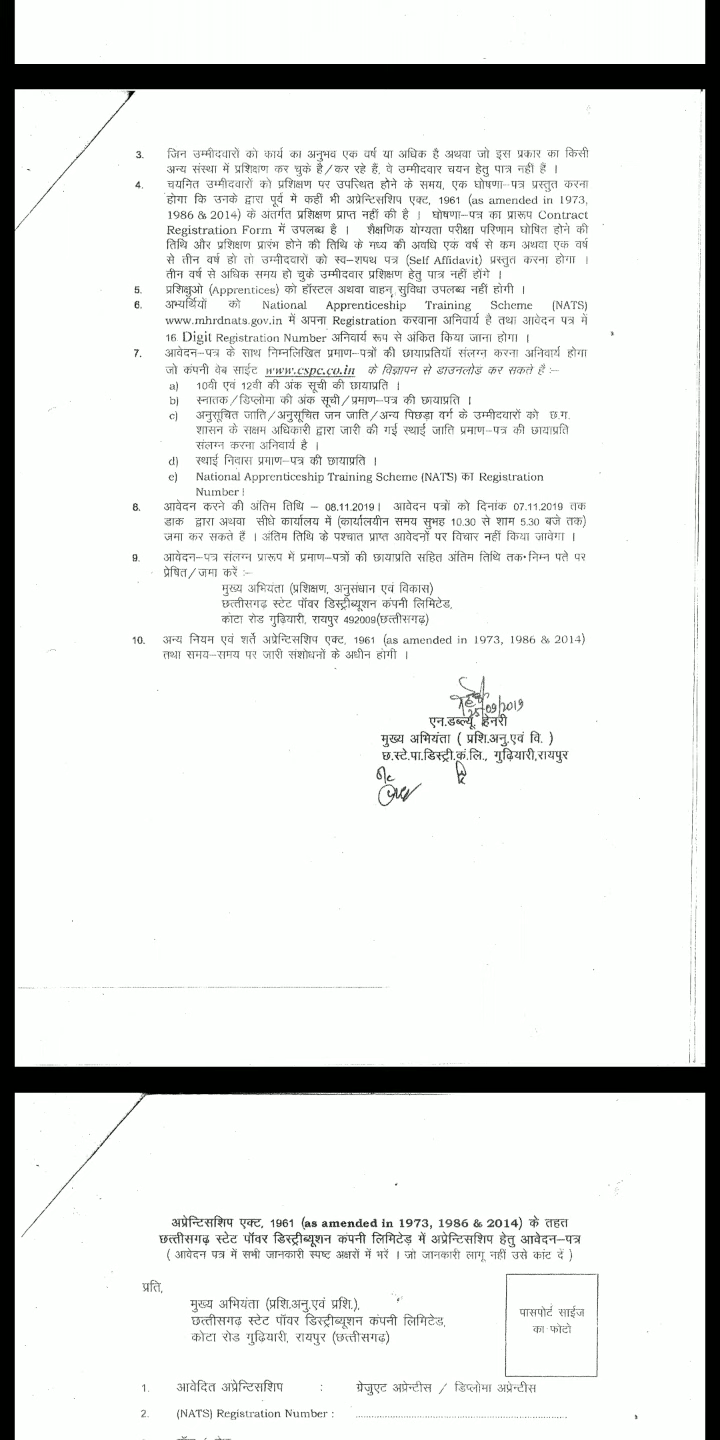 3. जिन उम्मीदवारो को कार्य का अनुभव एक वर्ष या अधिक है अथवा जो इस प्रकार का किसी
अन्य संस्था में प्रशिक्षण कर चुके है/कर रहे हैं, वे उम्मीदवार चयन हेतु पात्र नहीं हैं ।
4. चयनित उम्मीदवारों को प्रशिक्षण पर उपस्थित होने के समय, एक घोषणा–पत्र प्रस्तुत करना
होगा कि उनके द्वारा पूर्व मे कहीं भी अप्रेन्टिसशिप एक्ट, 1961 (as amended in 1973,
1986 & 2014) के अंतर्गत प्रशिक्षण प्राप्त नहीं की है । घोषणा–पत्र का प्रारूप Contract
Registration Form में उपलब्ध है । शैक्षणिक योग्यता परीक्षा परिणाम घोषित होने की
तिथि और प्रशिक्षण प्रारंभ होने की तिथि के मध्य की अवधि एक वर्ष से कम अथवा एक वर्ष
से तीन वर्ष हो तो उम्मीदवारों को स्व–शपथ पत्र (Self Affidavit) प्रस्तुत करना होगा ।
तीन वर्ष से अधिक समय हो चुके उम्मीदवार प्रशिक्षण हेतु पात्र नहीं होंगे ।
5. प्रशिक्षुओ (Apprentices) को हॉस्टल अथवा वाहन सुविधा उपलब्ध नहीं होगी ।
6. अभ्यर्थियों को National Apprenticeship Training Scheme (NATS)
www.mhrdnats.gov.in में अपना Registration करवाना अनिवार्य है तथा आवेदन पत्र में
16 Digil Registration Number अनिवार्य रूप से अंकित किया जाना होगा ।
7. आवेदन–पत्र के साथ निम्नलिखित प्रमाण–पत्रों की छायाप्रतियाँ संलग्न करना अनिवार्य होगा
जो कंपनी वेब साईट www.cspc.co.in के विज्ञापन से डाउनलोड कर सकते है :–
a) 10वी एवं 12वी की अंक सूची की छायाप्रति ।
b) स्नातक/डिप्लोमा की अंक सूची/प्रमाण–पत्र की छायाप्रति ।
c) अनुसूचित जाति/अनुसूचित जन जाति/अन्य पिछड़ा वर्ग के उम्मीदवारों को छ.ग.
शासन के सक्षम अधिकारी द्वारा जारी की गई स्थाई जाति प्रमाण–पत्र की छायाप्रति
संलग्न करना अनिवार्य है ।
d) स्थाई निवास प्रमाण–पत्र की छायाप्रति ।
e) National Apprenticeship Training Scheme (NATS) का Registration
Number।
8. आवेदन करने की अंतिम तिथि – 08.11.2019। आवेदन पत्रों को दिनांक 07.11.2019 तक
डाक द्वारा अथवा सीधे कार्यालय में (कार्यालयीन समय सुभह 10.30 से शाम 5.30 बजे तक)
जमा कर सकते हैं । अंतिम तिथि के पश्चात प्राप्त आवेदनों पर विचार नहीं किया जावेगा ।
9. आवेदन–पत्र संलग्न प्रारूप में प्रमाण–पत्रों की छायाप्रति सहित अंतिम तिथि तक निम्न पते पर
प्रेषित/जमा करें :–
मुख्य अभियंता (प्रशिक्षण, अनुसंधान एवं विकास)
छत्तीसगढ़ स्टेट पॉवर डिस्ट्रीब्यूशन कंपनी लिमिटेड,
कोटा रोड गुढ़ियारी, रायपुर 492009(छत्तीसगढ़)
10. अन्य नियम एवं शर्ते अप्रेन्टिसशिप एक्ट, 1961 (as amended in 1973, 1986 & 2014)
तथा समय–समय पर जारी संशोधनों के अधीन होगी ।
25/09/2019
एन.डब्ल्यू. हेनरी
मुख्य अभियंता ( प्रशि.अनु.एवं वि. )
छ.स्टे.पा.डिस्ट्री.कं.लि., गुढ़ियारी,रायपुर
अप्रेन्टिसशिप एक्ट, 1961 (as amended in 1973, 1986 & 2014) के तहत
छत्तीसगढ़ स्टेट पॉवर डिस्ट्रीब्यूशन कंपनी लिमिटेड़ में अप्रेन्टिसशिप हेतु आवेदन–पत्र
( आवेदन पत्र में सभी जानकारी स्पष्ट अक्षरों में भरें । जो जानकारी लागू नहीं उसे कांट दें )
प्रति,
मुख्य अभियंता (प्रशि.अनु.एवं प्रशि.),
छत्तीसगढ़ स्टेट पॉवर डिस्ट्रीब्यूशन कंपनी लिमिटेड,
कोटा रोड गुढ़ियारी, रायपुर (छत्तीसगढ़)
पासपोर्ट साईज
का फोटो
1. आवेदित अप्रेन्टिसशिप : ग्रेजुएट अप्रेन्टीस / डिप्लोमा अप्रेन्टीस
2. (NATS) Registration Number : ......................................................